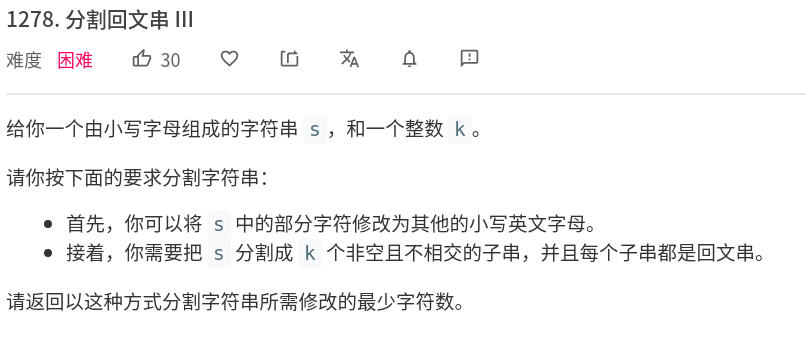 1278. 分割回文串 III
难度 困难 30
给你一个由小写字母组成的字符串 s，和一个整数 k。
请你按下面的要求分割字符串：
首先，你可以将 s 中的部分字符修改为其他的小写英文字母。
接着，你需要把 s 分割成 k 个非空且不相交的子串，并且每个子串都是回文串。
请返回以这种方式分割字符串所需修改的最少字符数。